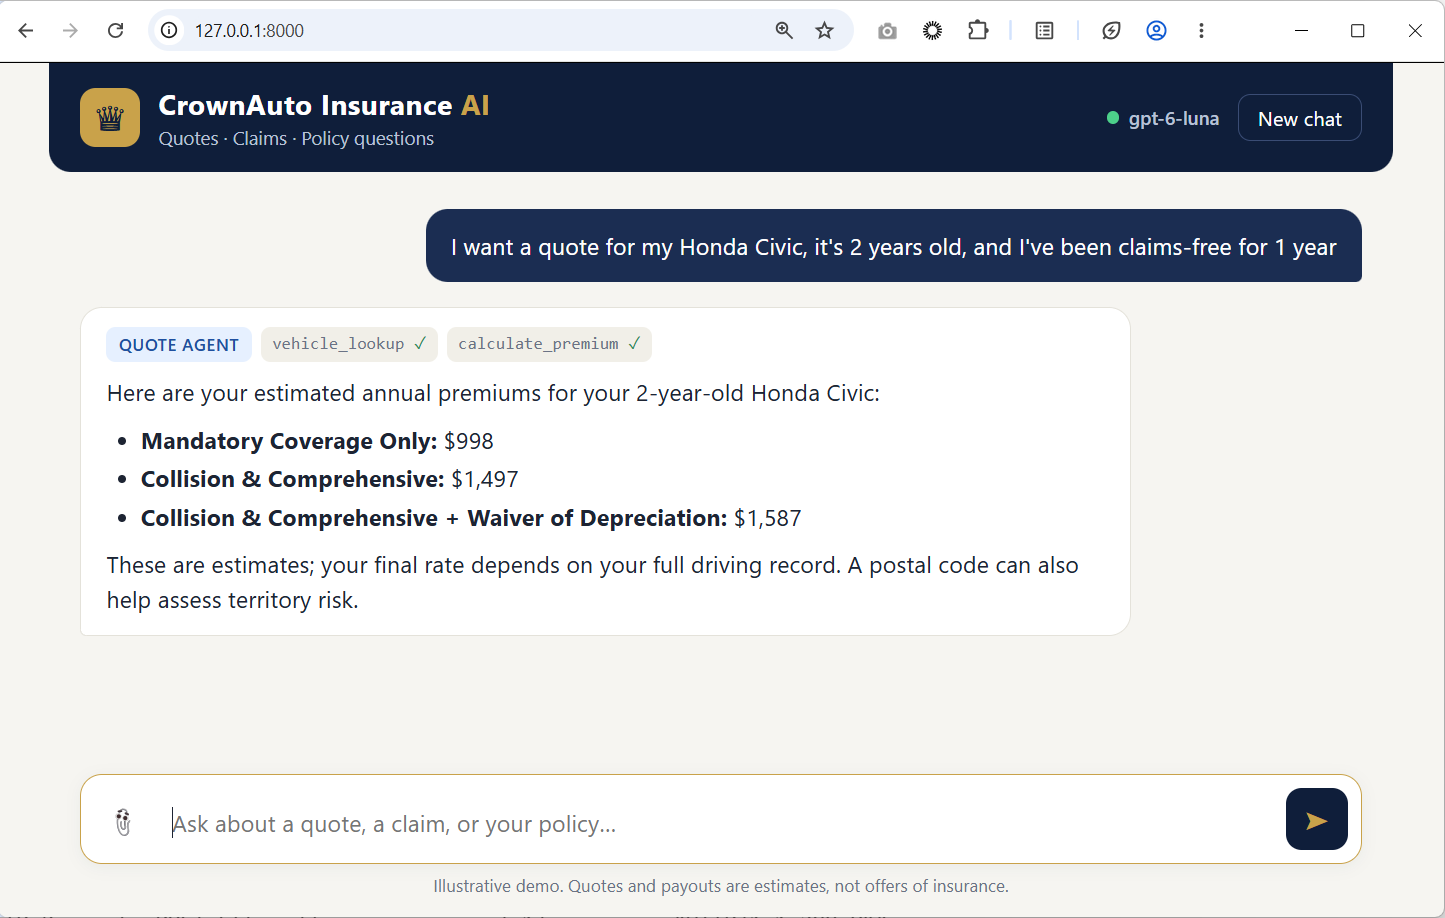 127.0.0.1:8000
CrownAuto Insurance AI
Quotes · Claims · Policy questions
gpt-6-luna
New chat
I want a quote for my Honda Civic, it's 2 years old, and I've been claims-free for 1 year
QUOTE AGENT vehicle_lookup ✓ calculate_premium ✓
Here are your estimated annual premiums for your 2-year-old Honda Civic:
• Mandatory Coverage Only: $998
• Collision & Comprehensive: $1,497
• Collision & Comprehensive + Waiver of Depreciation: $1,587
These are estimates; your final rate depends on your full driving record. A postal code can also
help assess territory risk.
Ask about a quote, a claim, or your policy...
Illustrative demo. Quotes and payouts are estimates, not offers of insurance.